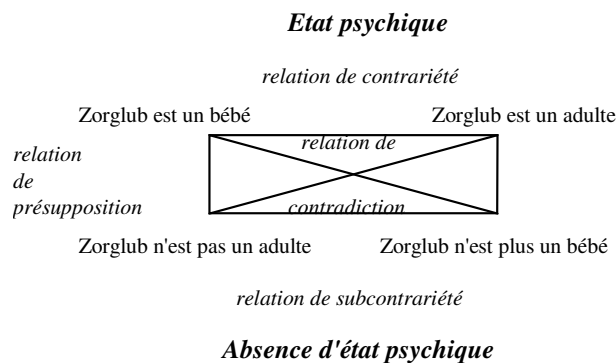 Etat psychique
relation de contrariété
Zorglub est un bébé Zorglub est un adulte
relation de
relation
de
présupposition
contradiction
Zorglub n'est pas un adulte Zorglub n'est plus un bébé
relation de subcontrariété
Absence d'état psychique